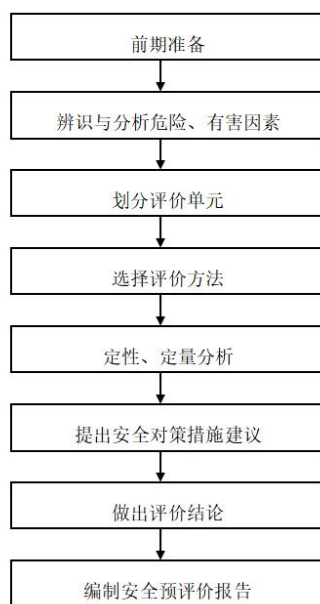 前期准备
辨识与分析危险、有害因素
划分评价单元
选择评价方法
定性、定量分析
提出安全对策措施建议
做出评价结论
编制安全预评价报告